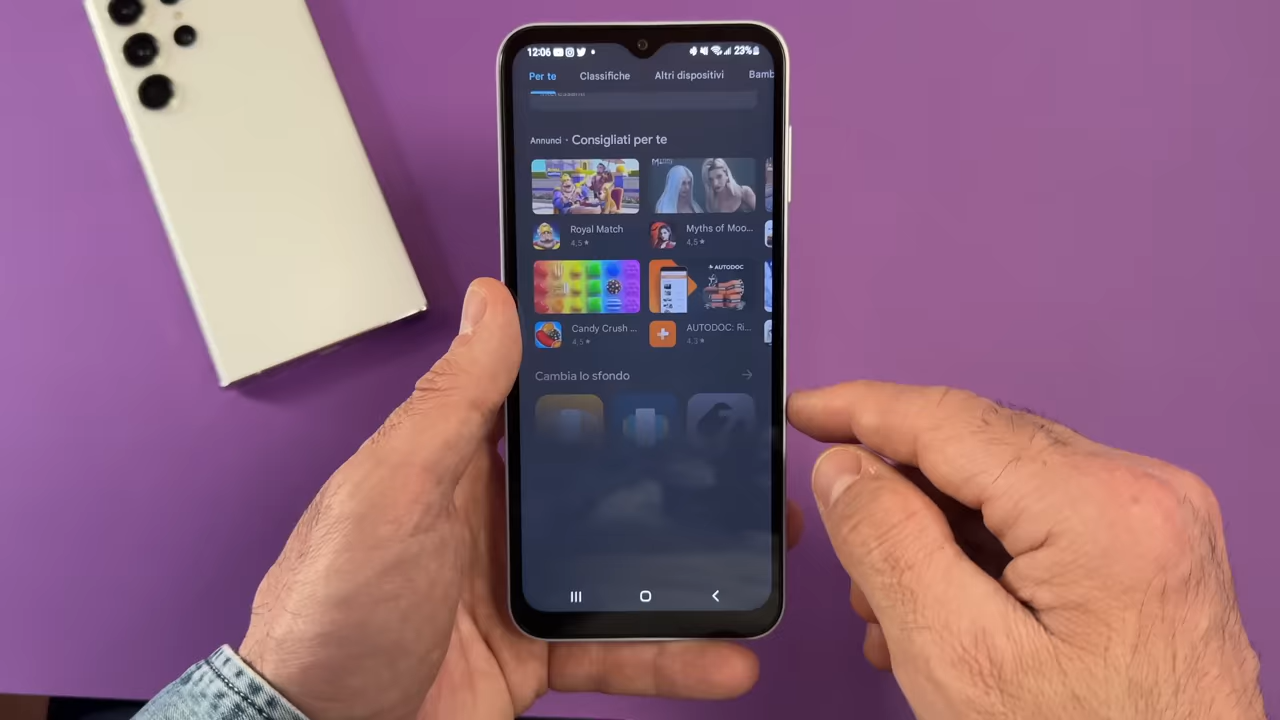 12:06 23%
Per te Classifiche Altri dispositivi Bamb
Annunci · Consigliati per te
Royal Match Myths of Moo...
4,5★ 4,5★
AUTODOC
Candy Crush ... AUTODOC: Ri...
4,5★ 4,3★
Cambia lo sfondo